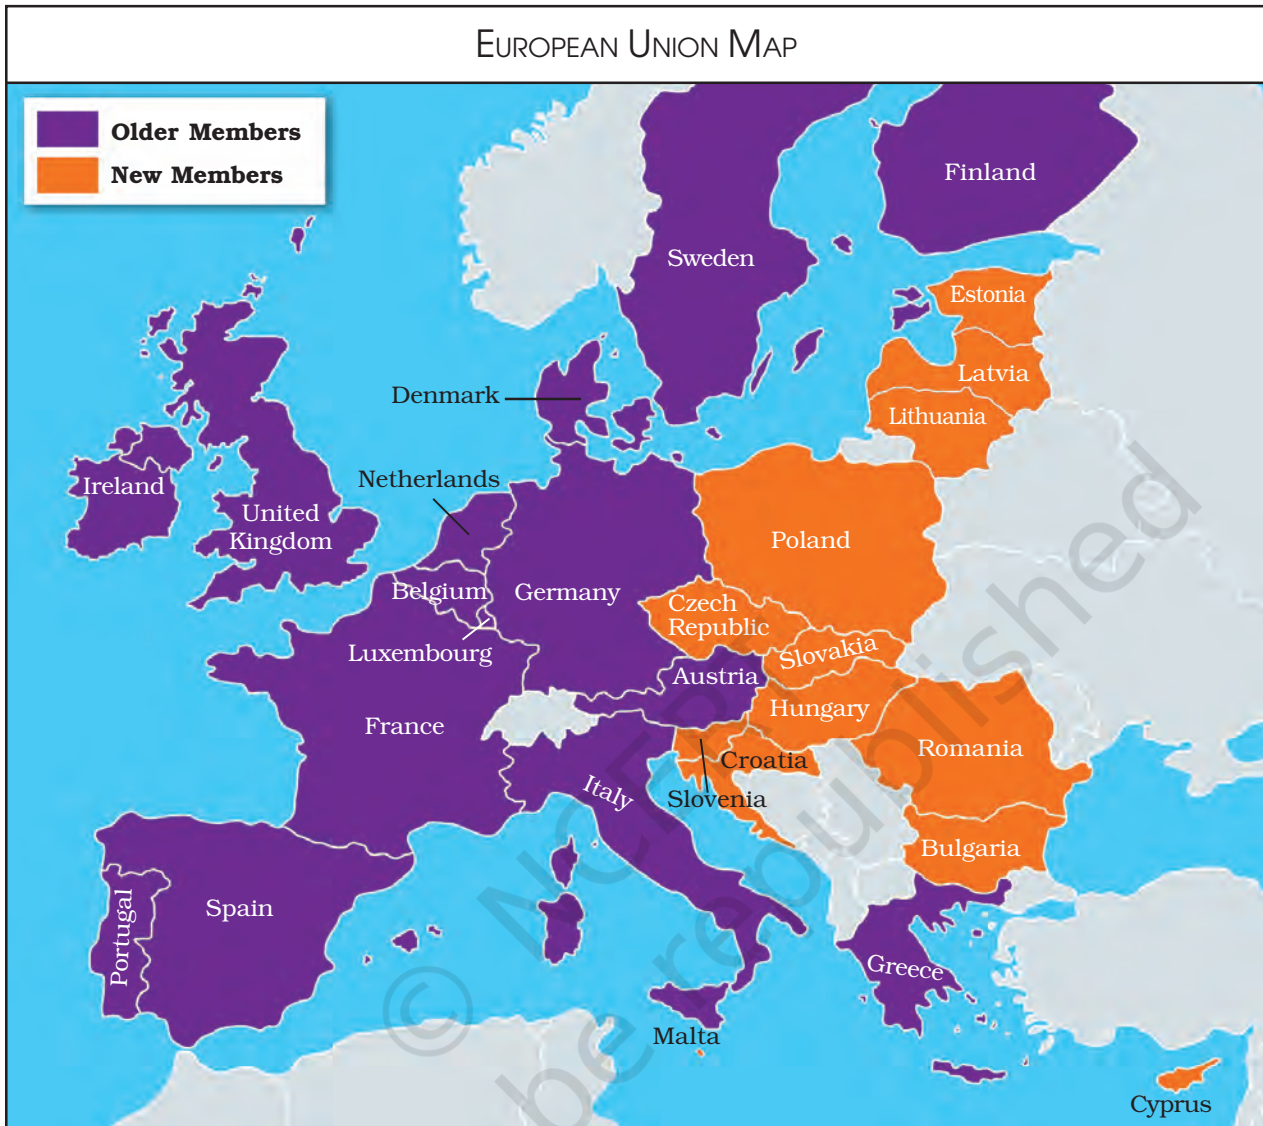 EUROPEAN UNION MAP
Older Members
New Members
Finland
Sweden
Estonia
Latvia
Lithuania
Denmark
Netherlands
Ireland
United
Kingdom
Poland
Belgium
Germany
Czech
Republic
Luxembourg
Slovakia
Austria
Hungary
France
Romania
Croatia
Slovenia
Italy
Bulgaria
Spain
Portugal
Greece
Malta
Cyprus
be republished